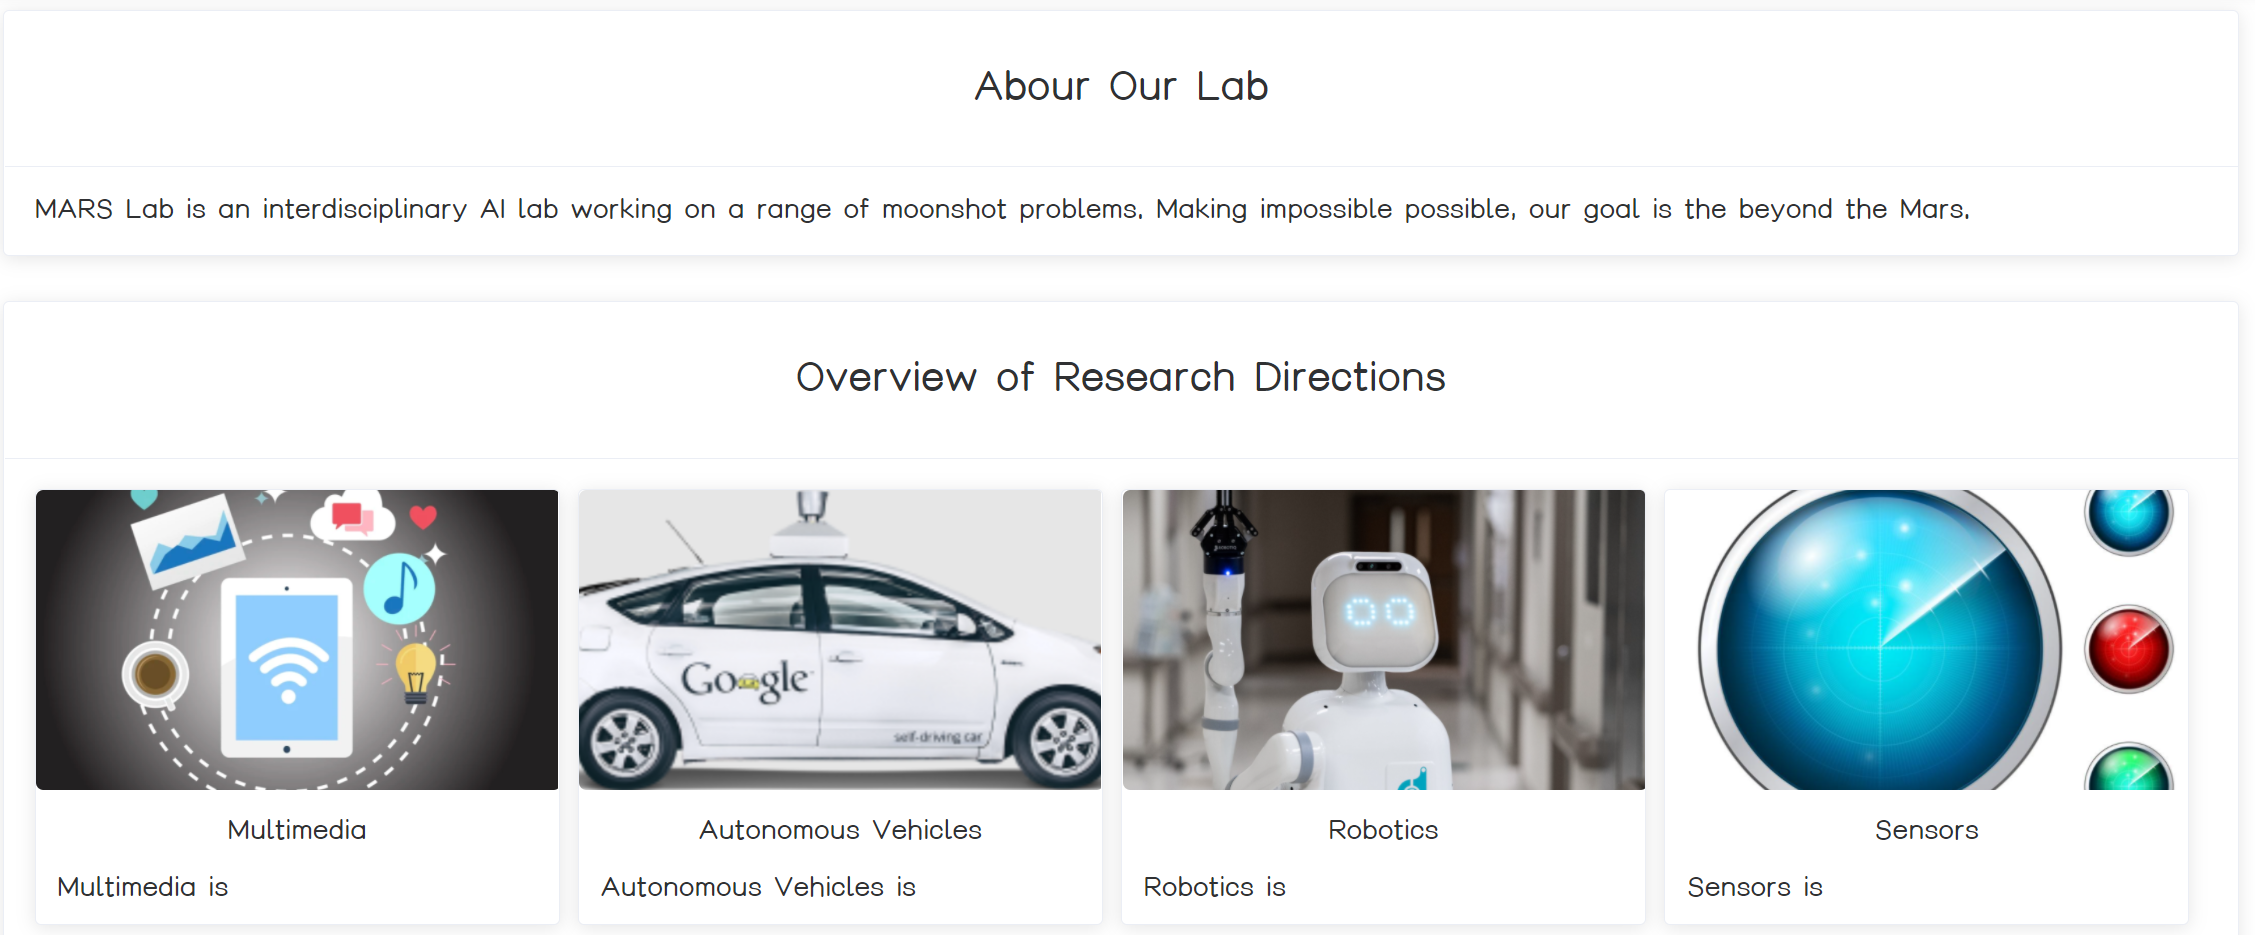 Abour Our Lab
MARS Lab is an interdisciplinary AI lab working on a range of moonshot problems. Making impossible possible, our goal is the beyond the Mars.
Overview of Research Directions
Google
self-driving car
Multimedia
Multimedia is
Autonomous Vehicles
Autonomous Vehicles is
Robotics
Robotics is
Sensors
Sensors is